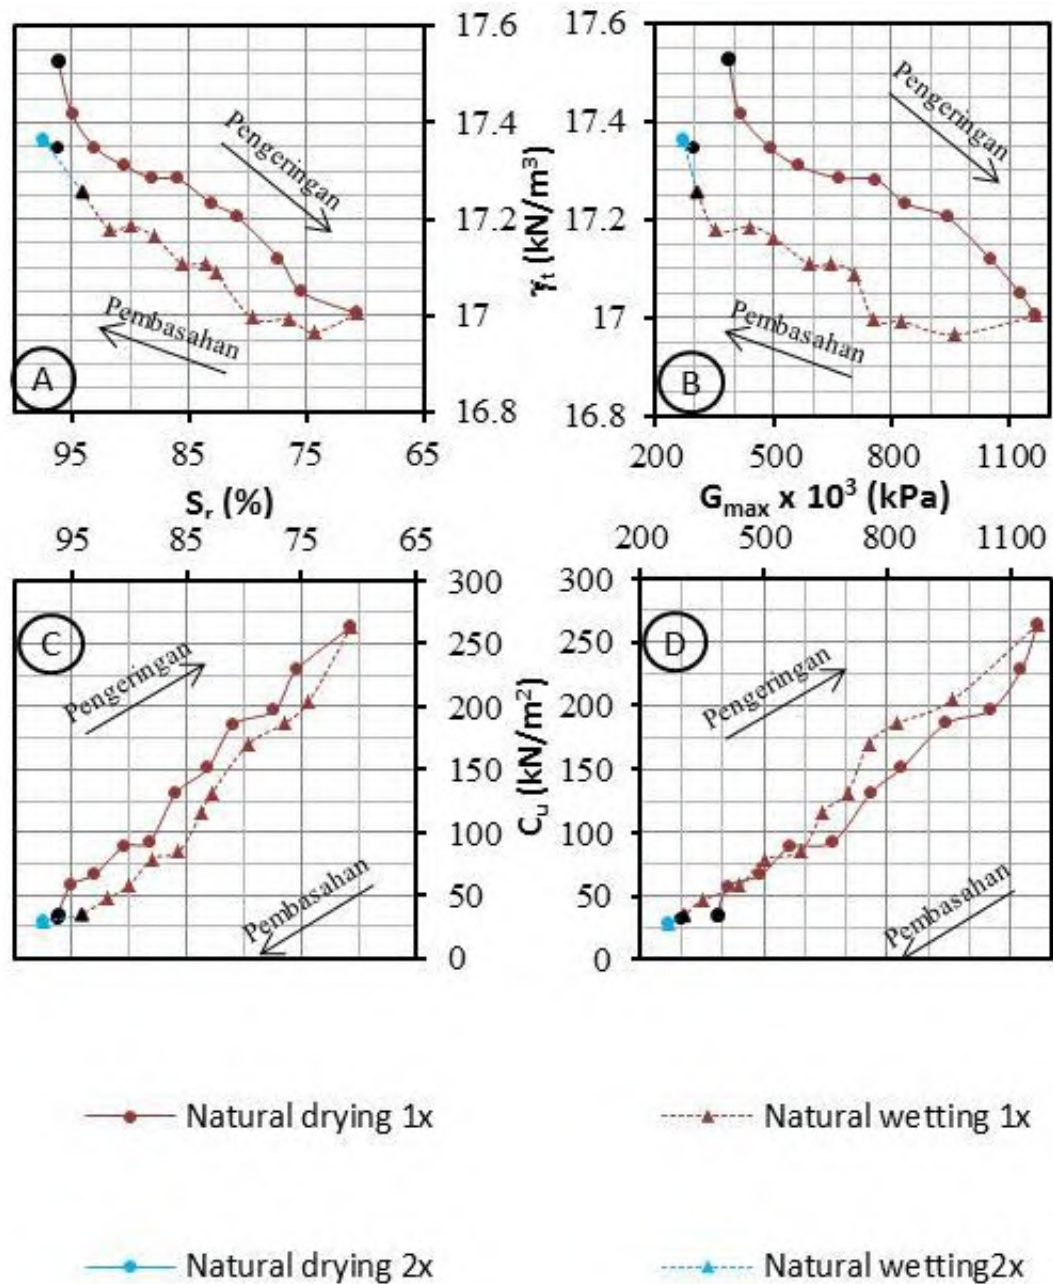 17.6
17.6
Pengeringan
Pengeringan
17.4
17.4
γt (kN/m³)
17.2
17.2
17
17
Pembasahan
Pembasahan
A
B
16.8
16.8
95 85 75 65
200 500 800 1100
Sr (%)
Gmax x 10³ (kPa)
95 85 75 65
200 500 800 1100
300
300
C
D
250
250
Pengeringan
Pengeringan
200
200
Cu (kN/m²)
150
150
100
100
Pembasahan
Pembasahan
50
50
0
0
Natural drying 1x
Natural wetting 1x
Natural drying 2x
Natural wetting2x